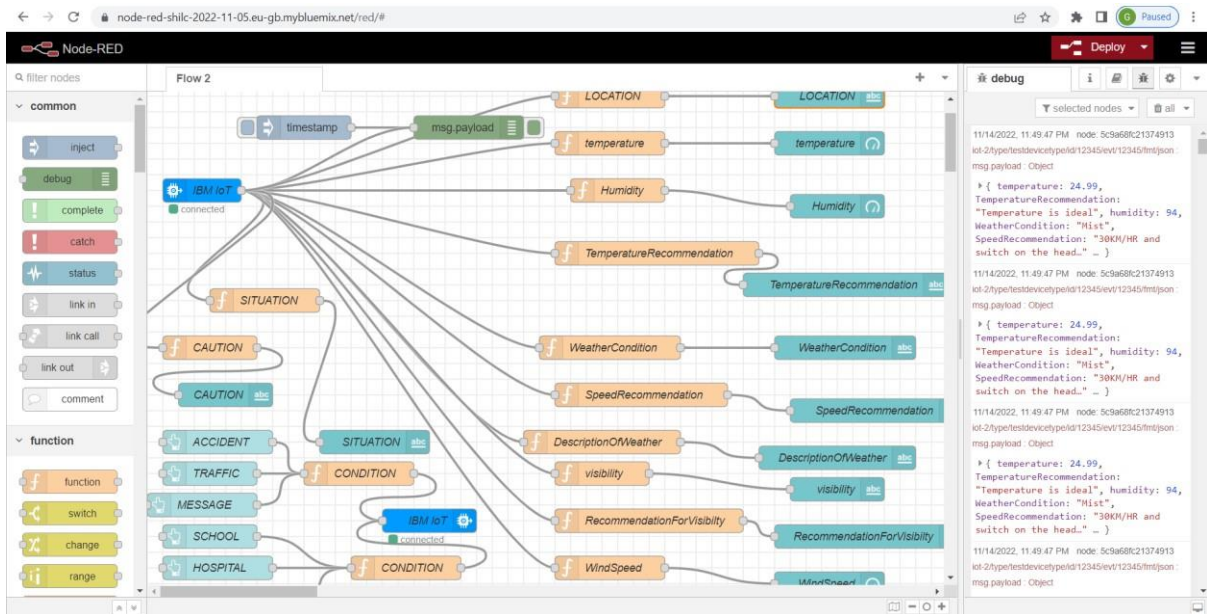 node-red-shilc-2022-11-05.eu-gb.mybluemix.net/red/#
G Paused
Node-RED
Deploy
filter nodes
common
inject
debug
complete
catch
status
link in
link call
link out
comment
function
function
switch
change
range
Flow 2
LOCATION
LOCATION abc
timestamp
msg.payload
temperature
temperature
IBM IoT
connected
Humidity
Humidity
TemperatureRecommendation
TemperatureRecommendation abc
SITUATION
CAUTION
WeatherCondition
WeatherCondition abc
CAUTION abc
SpeedRecommendation
SpeedRecommendation
ACCIDENT
SITUATION abc
DescriptionOfWeather
DescriptionOfWeather abc
TRAFFIC
CONDITION
visibility
visibility abc
MESSAGE
IBM IoT
connected
RecommendationForVisibilty
RecommendationForVisibilty
SCHOOL
HOSPITAL
CONDITION
WindSpeed
WindSpeed
debug
i
selected nodes
all
11/14/2022, 11:49:47 PM node: 5c9a68fc21374913
iot-2/type/testdevicetype/id/12345/evt/12345/fmt/json :
msg.payload : Object
{ temperature: 24.99,
TemperatureRecommendation:
"Temperature is ideal", humidity: 94,
WeatherCondition: "Mist",
SpeedRecommendation: "30KM/HR and
switch on the head…" … }
11/14/2022, 11:49:47 PM node: 5c9a68fc21374913
iot-2/type/testdevicetype/id/12345/evt/12345/fmt/json :
msg.payload : Object
{ temperature: 24.99,
TemperatureRecommendation:
"Temperature is ideal", humidity: 94,
WeatherCondition: "Mist",
SpeedRecommendation: "30KM/HR and
switch on the head…" … }
11/14/2022, 11:49:47 PM node: 5c9a68fc21374913
iot-2/type/testdevicetype/id/12345/evt/12345/fmt/json :
msg.payload : Object
{ temperature: 24.99,
TemperatureRecommendation:
"Temperature is ideal", humidity: 94,
WeatherCondition: "Mist",
SpeedRecommendation: "30KM/HR and
switch on the head…" … }
11/14/2022, 11:49:47 PM node: 5c9a68fc21374913
iot-2/type/testdevicetype/id/12345/evt/12345/fmt/json :
msg.payload : Object